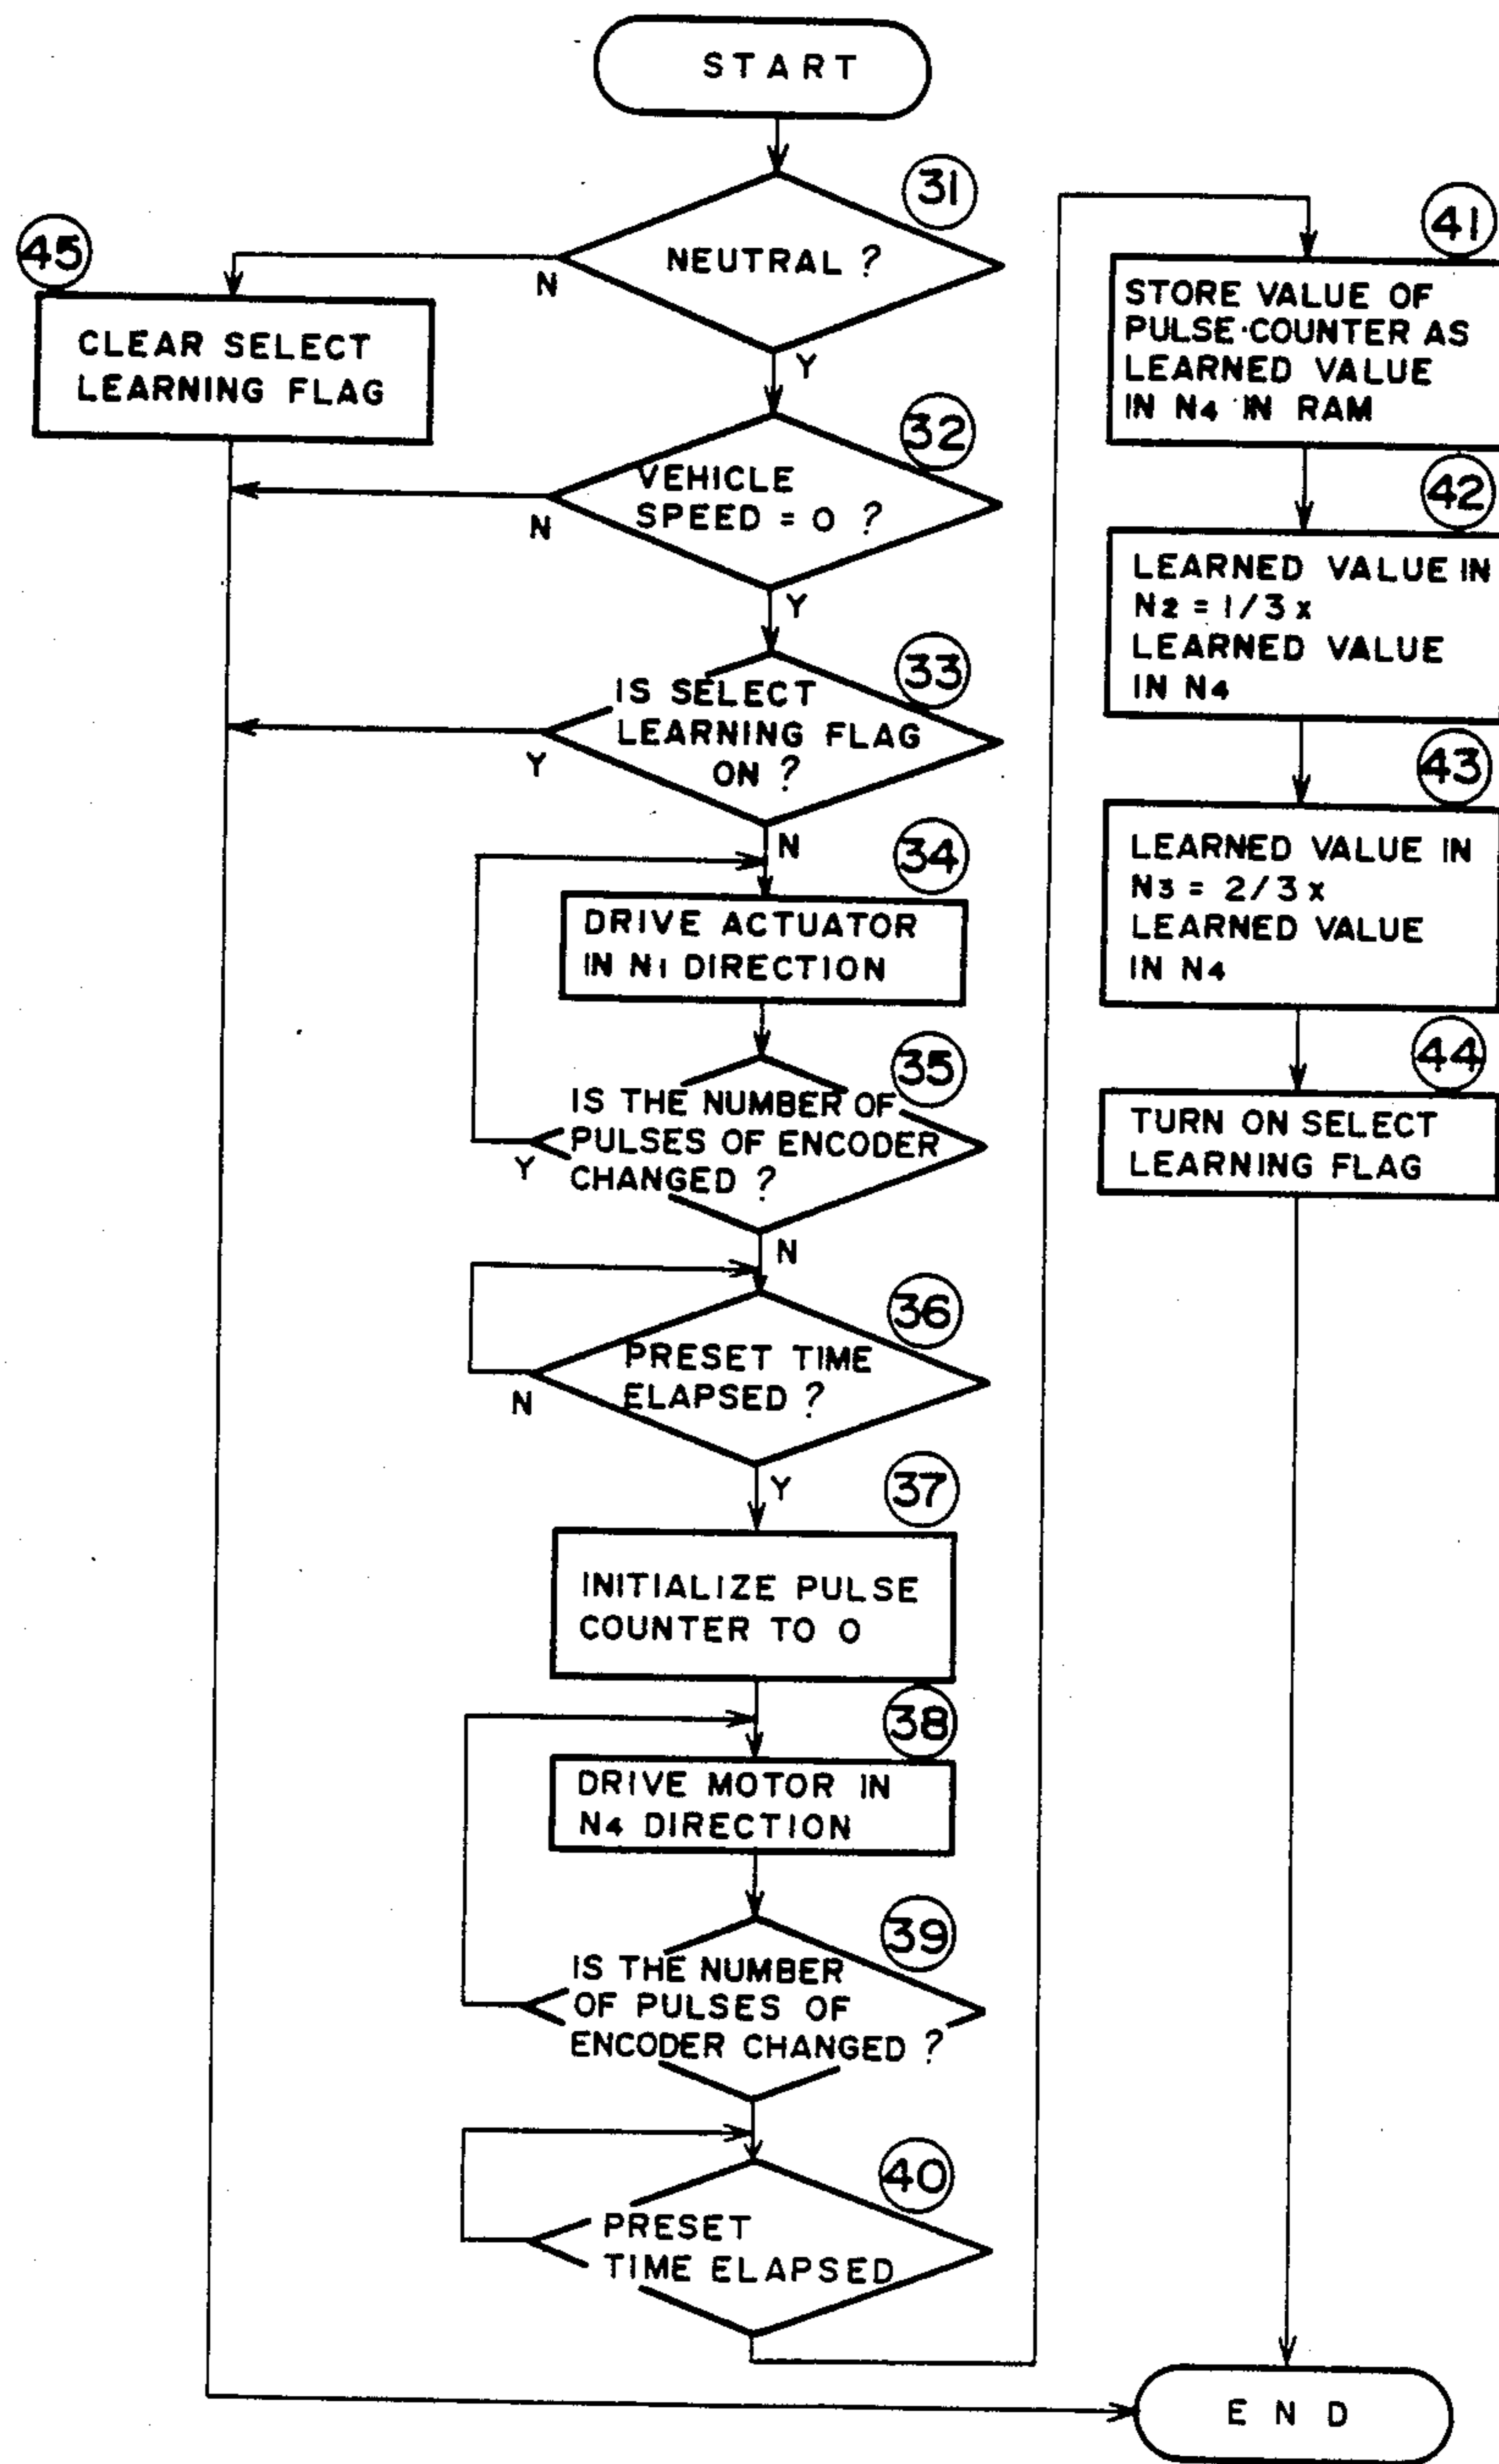 START
31
NEUTRAL ?
N
Y
45
CLEAR SELECT
LEARNING FLAG
32
VEHICLE
SPEED = 0 ?
N
Y
33
IS SELECT
LEARNING FLAG
ON ?
Y
N
34
DRIVE ACTUATOR
IN N1 DIRECTION
35
IS THE NUMBER OF
PULSES OF ENCODER
CHANGED ?
Y
N
36
PRESET TIME
ELAPSED ?
N
Y
37
INITIALIZE PULSE
COUNTER TO 0
38
DRIVE MOTOR IN
N4 DIRECTION
39
IS THE NUMBER
OF PULSES OF
ENCODER CHANGED ?
40
PRESET
TIME ELAPSED
41
STORE VALUE OF
PULSE·COUNTER AS
LEARNED VALUE
IN N4 IN RAM
42
LEARNED VALUE IN
N2 = 1/3 x
LEARNED VALUE
IN N4
43
LEARNED VALUE IN
N3 = 2/3 x
LEARNED VALUE
IN N4
44
TURN ON SELECT
LEARNING FLAG
END